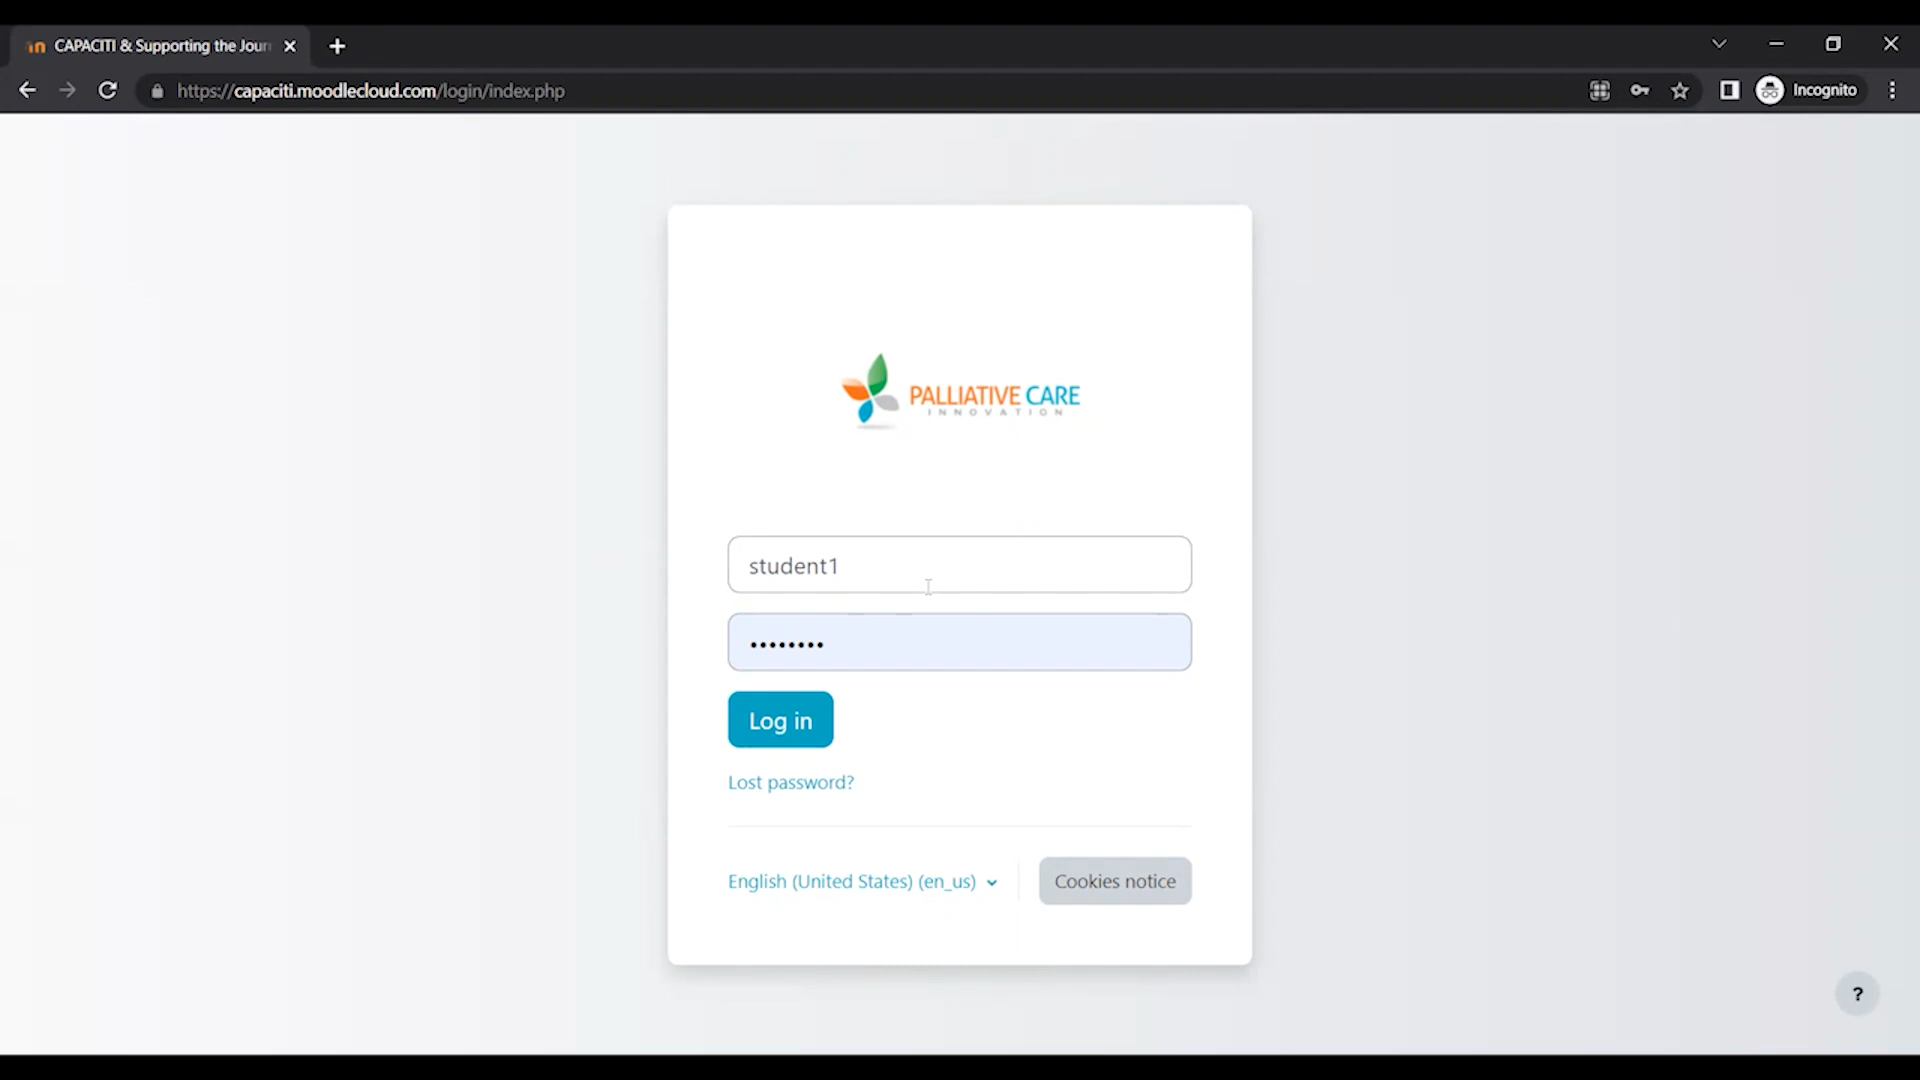 CAPACITI & Supporting the Jour
https://capaciti.moodlecloud.com/login/index.php
Incognito
PALLIATIVE CARE
INNOVATION
student1
Log in
Lost password?
English (United States) (en_us)
Cookies notice
?